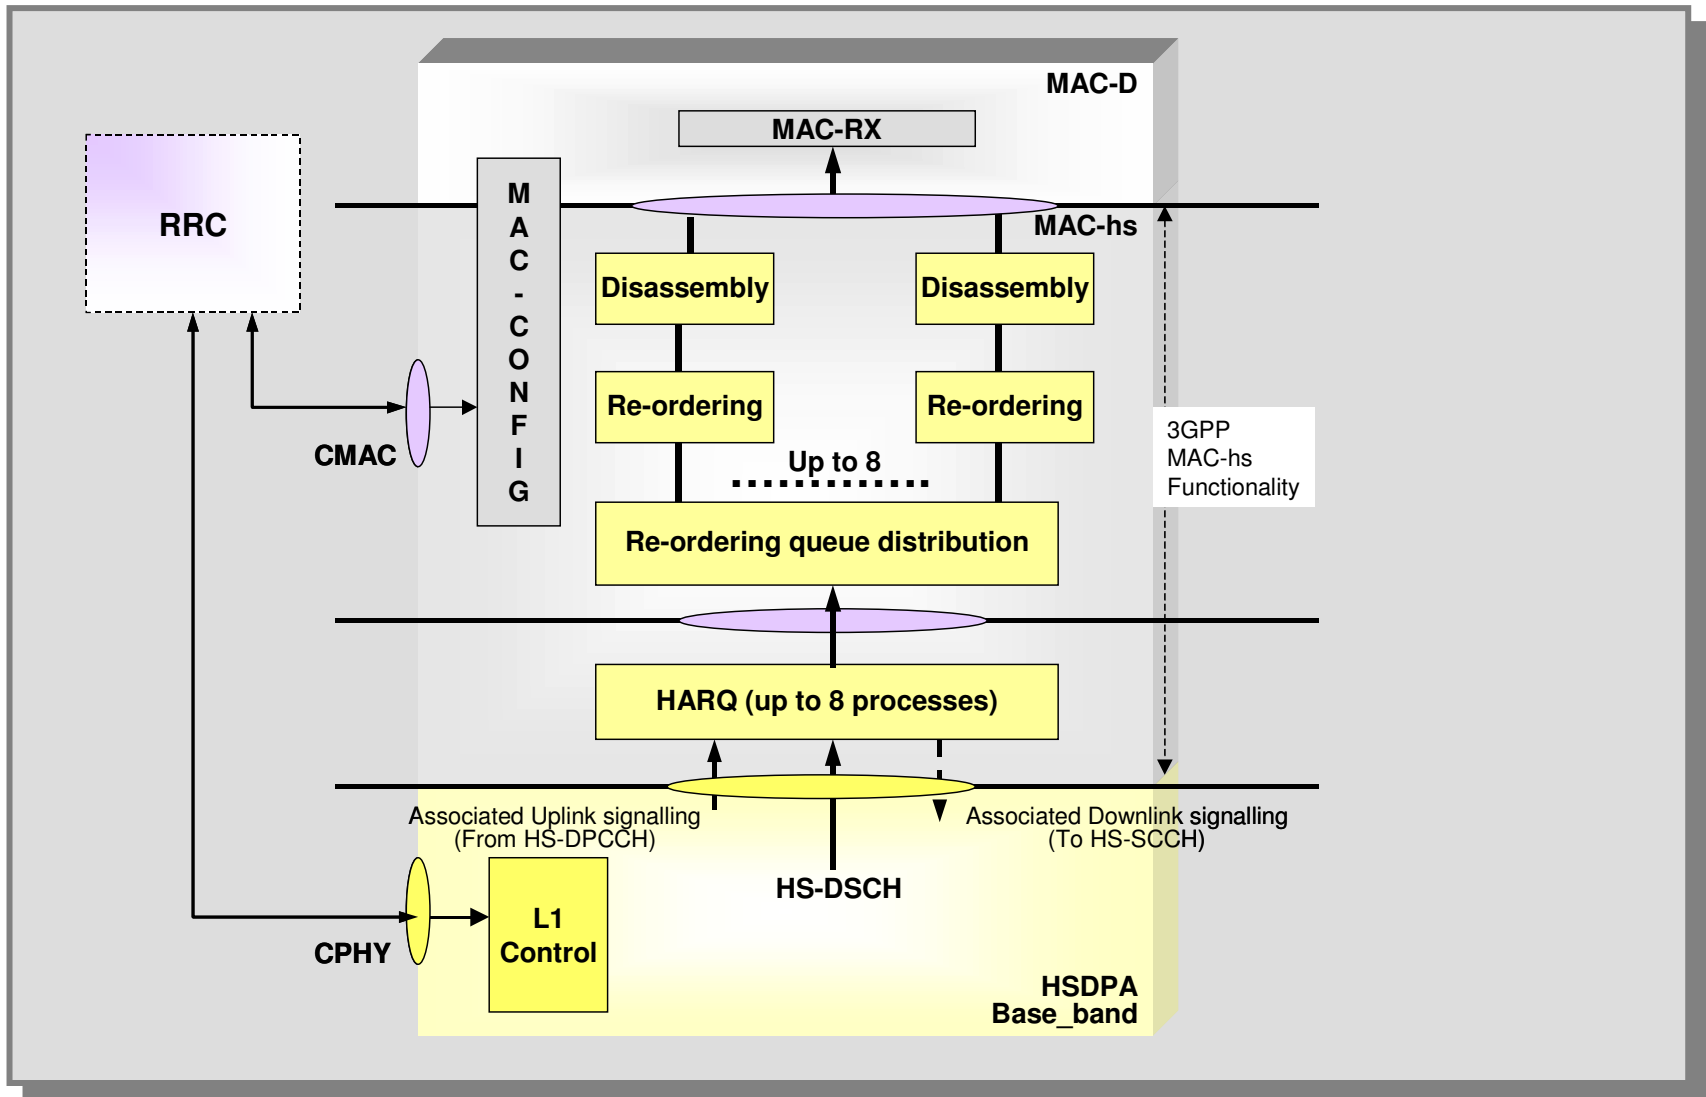 MAC-D
MAC-RX
RRC
MAC-CONFIG
MAC-hs
Disassembly
Disassembly
Re-ordering
Re-ordering
CMAC
3GPP
MAC-hs
Functionality
Up to 8
Re-ordering queue distribution
HARQ (up to 8 processes)
Associated Uplink signalling
(From HS-DPCCH)
Associated Downlink signalling
(To HS-SCCH)
HS-DSCH
L1
Control
CPHY
HSDPA
Base_band